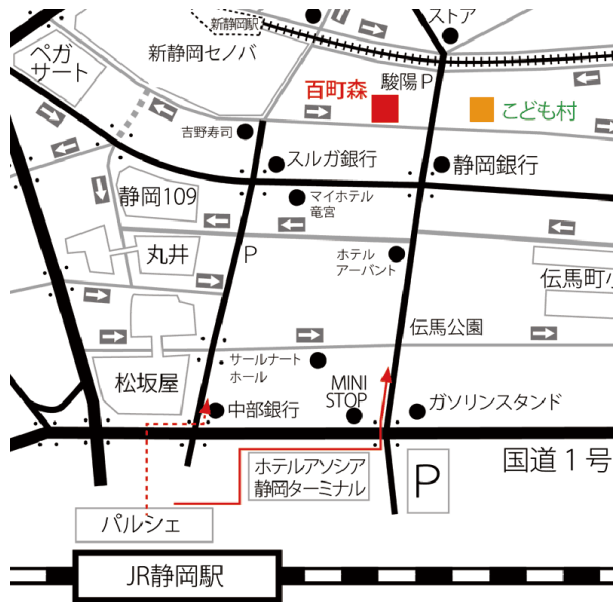 ストア
新静岡駅
新静岡セノバ
ペガ
サート
百町森
駿陽P
こども村
吉野寿司
スルガ銀行
静岡銀行
静岡109
マイホテル
竜宮
丸井
P
ホテル
アーバント
伝馬町小
伝馬公園
サールナート
ホール
松坂屋
MINI
STOP
中部銀行
ガソリンスタンド
国道1号
ホテルアソシア
静岡ターミナル
P
パルシェ
JR静岡駅